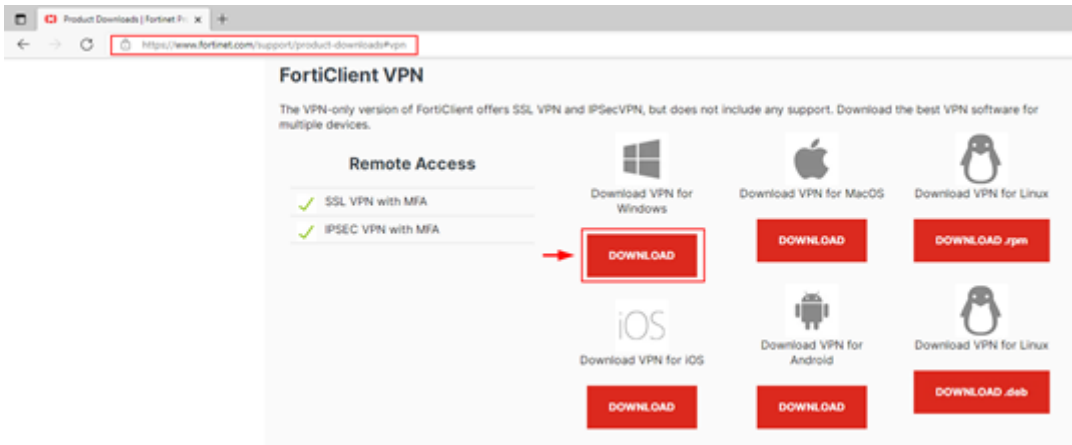 Product Downloads | Fortinet Pr
https://www.fortinet.com/support/product-downloads#vpn
FortiClient VPN
The VPN-only version of FortiClient offers SSL VPN and IPSecVPN, but does not include any support. Download the best VPN software for
multiple devices.
Remote Access
SSL VPN with MFA
IPSEC VPN with MFA
Download VPN for
Windows
DOWNLOAD
Download VPN for MacOS
DOWNLOAD
Download VPN for Linux
DOWNLOAD .rpm
iOS
Download VPN for iOS
DOWNLOAD
Download VPN for
Android
DOWNLOAD
Download VPN for Linux
DOWNLOAD .deb